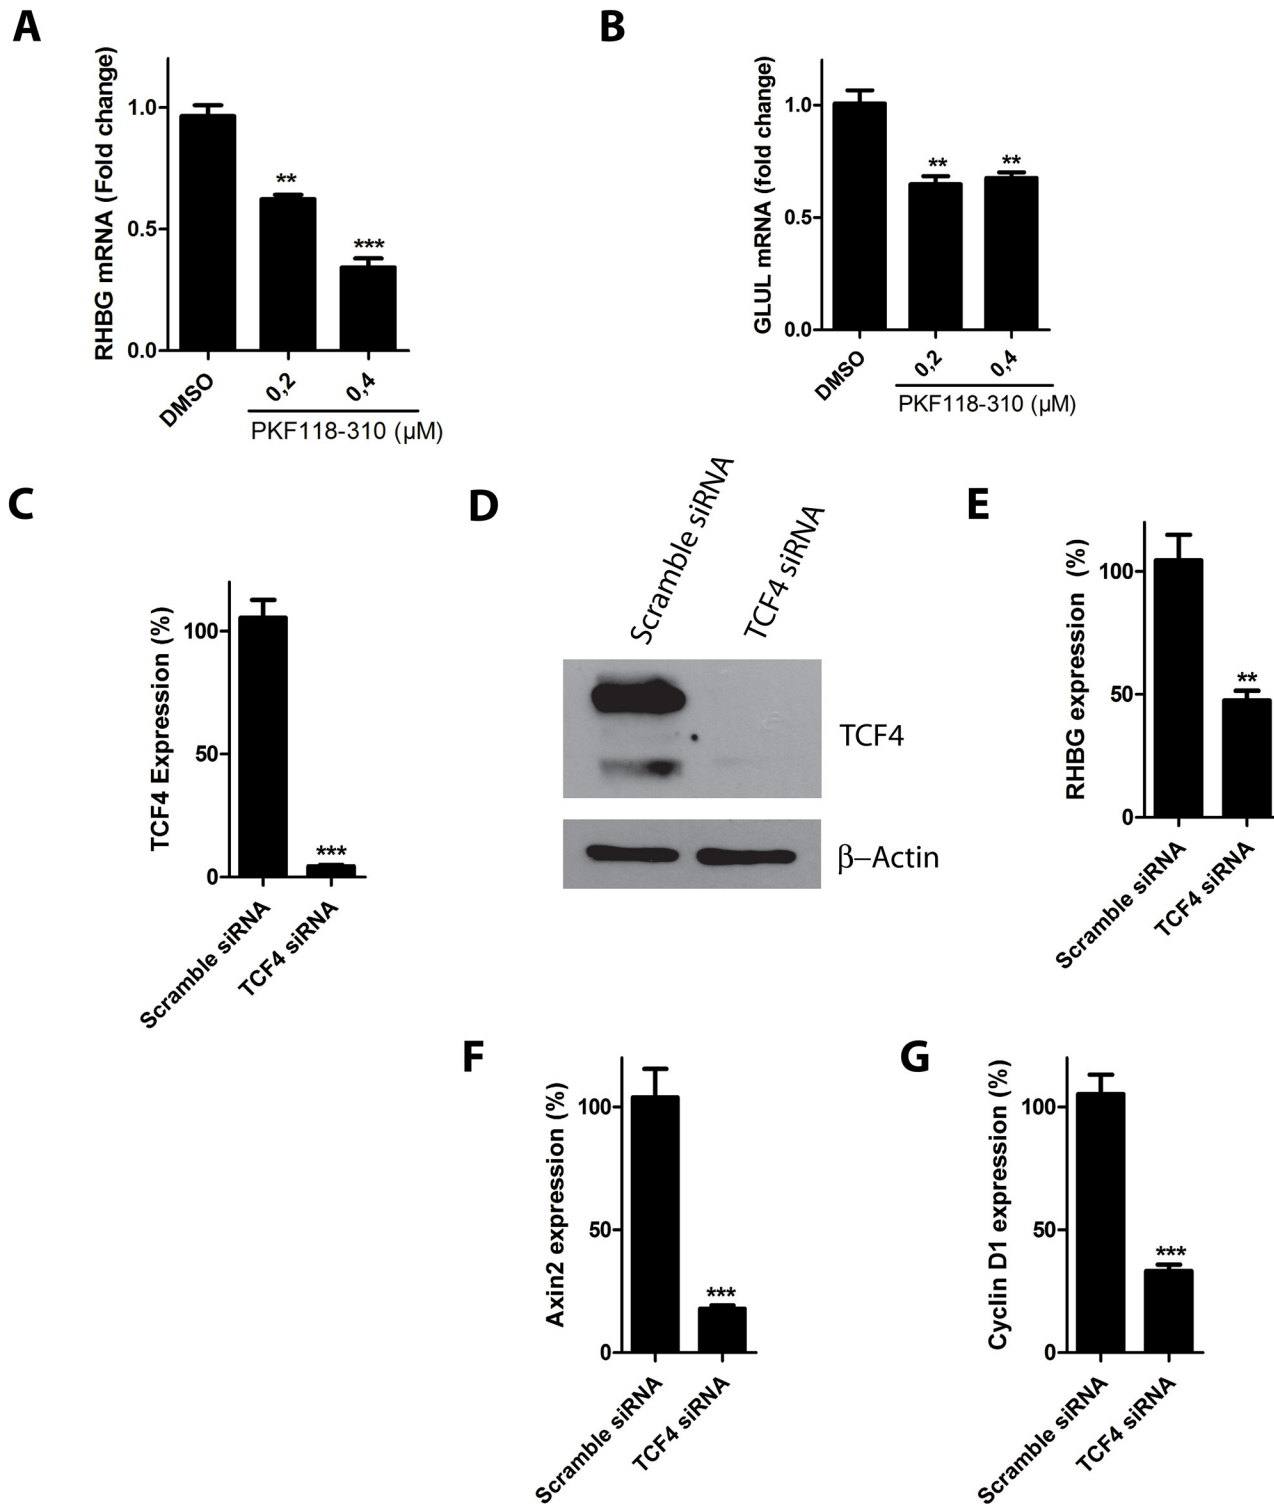 A
RHBG mRNA (Fold change)
1.0
0.5
0.0
**
***
DMSO
0,2
0,4
PKF118-310 (µM)
B
GLUL mRNA (fold change)
1.0
0.5
0.0
**
**
DMSO
0,2
0,4
PKF118-310 (µM)
C
TCF4 Expression (%)
100
50
0
***
Scramble siRNA
TCF4 siRNA
D
Scramble siRNA
TCF4 siRNA
TCF4
β–Actin
E
RHBG expression (%)
100
50
0
**
Scramble siRNA
TCF4 siRNA
F
Axin2 expression (%)
100
50
0
***
Scramble siRNA
TCF4 siRNA
G
Cyclin D1 expression (%)
100
50
0
***
Scramble siRNA
TCF4 siRNA